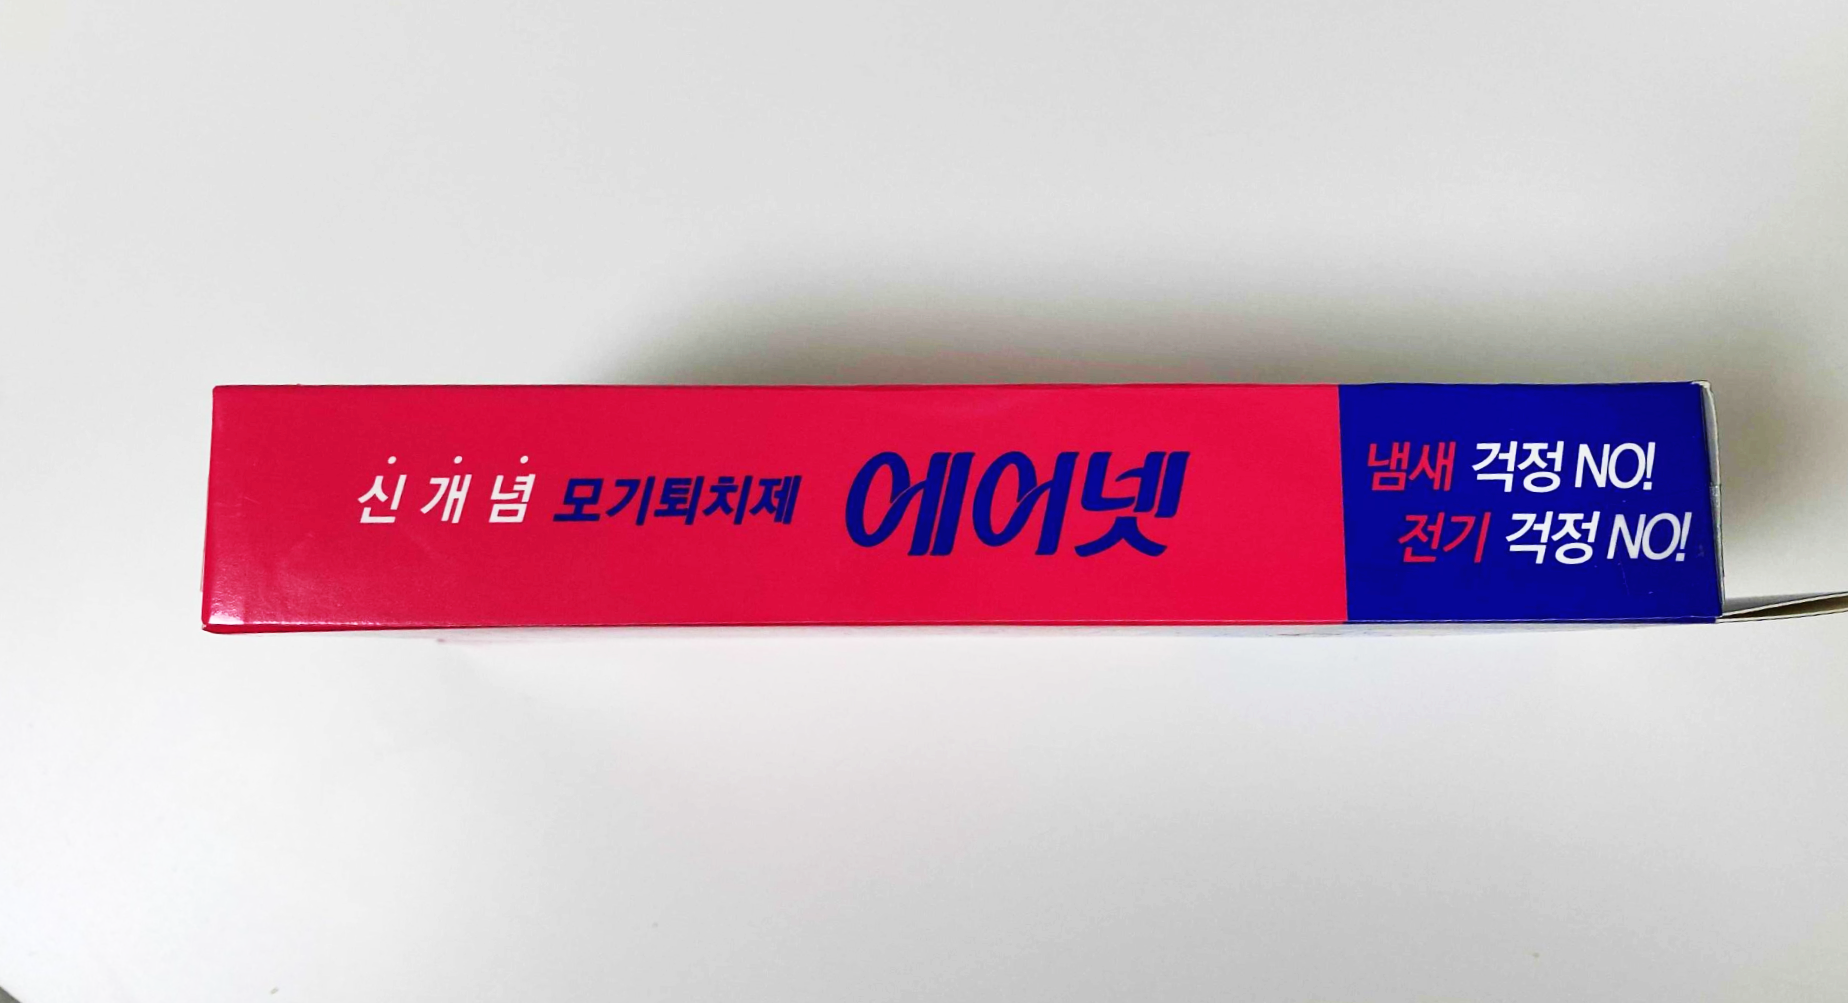 신개념 모기퇴치제 에어넷
냄새 걱정 NO!
전기 걱정 NO!